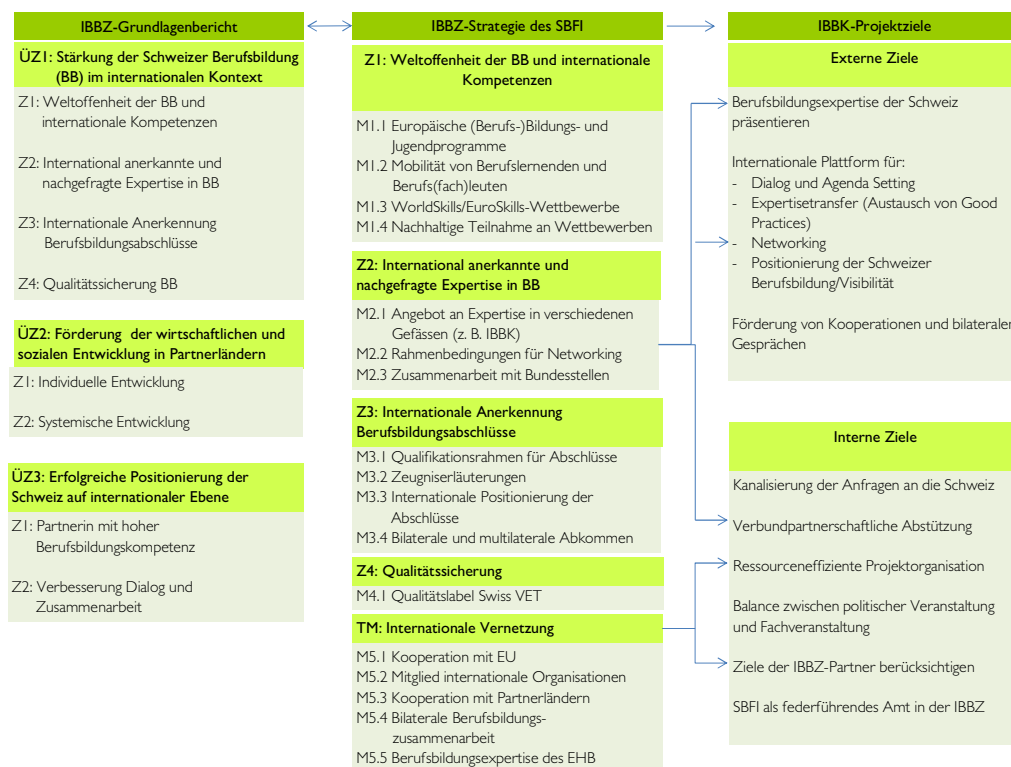 IBBZ-Grundlagenbericht
ÜZ1: Stärkung der Schweizer Berufsbildung
(BB) im internationalen Kontext
Z1: Weltoffenheit der BB und
internationale Kompetenzen
Z2: International anerkannte und
nachgefragte Expertise in BB
Z3: Internationale Anerkennung
Berufsbildungsabschlüsse
Z4: Qualitätssicherung BB
ÜZ2: Förderung der wirtschaftlichen und
sozialen Entwicklung in Partnerländern
Z1: Individuelle Entwicklung
Z2: Systemische Entwicklung
ÜZ3: Erfolgreiche Positionierung der
Schweiz auf internationaler Ebene
Z1: Partnerin mit hoher
Berufsbildungskompetenz
Z2: Verbesserung Dialog und
Zusammenarbeit
IBBZ-Strategie des SBFI
Z1: Weltoffenheit der BB und internationale
Kompetenzen
M1.1 Europäische (Berufs-)Bildungs- und
Jugendprogramme
M1.2 Mobilität von Berufslernenden und
Berufs(fach)leuten
M1.3 WorldSkills/EuroSkills-Wettbewerbe
M1.4 Nachhaltige Teilnahme an Wettbewerben
Z2: International anerkannte und
nachgefragte Expertise in BB
M2.1 Angebot an Expertise in verschiedenen
Gefässen (z. B. IBBK)
M2.2 Rahmenbedingungen für Networking
M2.3 Zusammenarbeit mit Bundesstellen
Z3: Internationale Anerkennung
Berufsbildungsabschlüsse
M3.1 Qualifikationsrahmen für Abschlüsse
M3.2 Zeugniserläuterungen
M3.3 Internationale Positionierung der
Abschlüsse
M3.4 Bilaterale und multilaterale Abkommen
Z4: Qualitätssicherung
M4.1 Qualitätslabel Swiss VET
TM: Internationale Vernetzung
M5.1 Kooperation mit EU
M5.2 Mitglied internationale Organisationen
M5.3 Kooperation mit Partnerländern
M5.4 Bilaterale Berufsbildungs-
zusammenarbeit
M5.5 Berufsbildungsexpertise des EHB
IBBK-Projektziele
Externe Ziele
Berufsbildungsexpertise der Schweiz
präsentieren
Internationale Plattform für:
- Dialog und Agenda Setting
- Expertisetransfer (Austausch von Good
Practices)
- Networking
- Positionierung der Schweizer
Berufsbildung/Visibilität
Förderung von Kooperationen und bilateralen
Gesprächen
Interne Ziele
Kanalisierung der Anfragen an die Schweiz
Verbundpartnerschaftliche Abstützung
Ressourceneffiziente Projektorganisation
Balance zwischen politischer Veranstaltung
und Fachveranstaltung
Ziele der IBBZ-Partner berücksichtigen
SBFI als federführendes Amt in der IBBZ